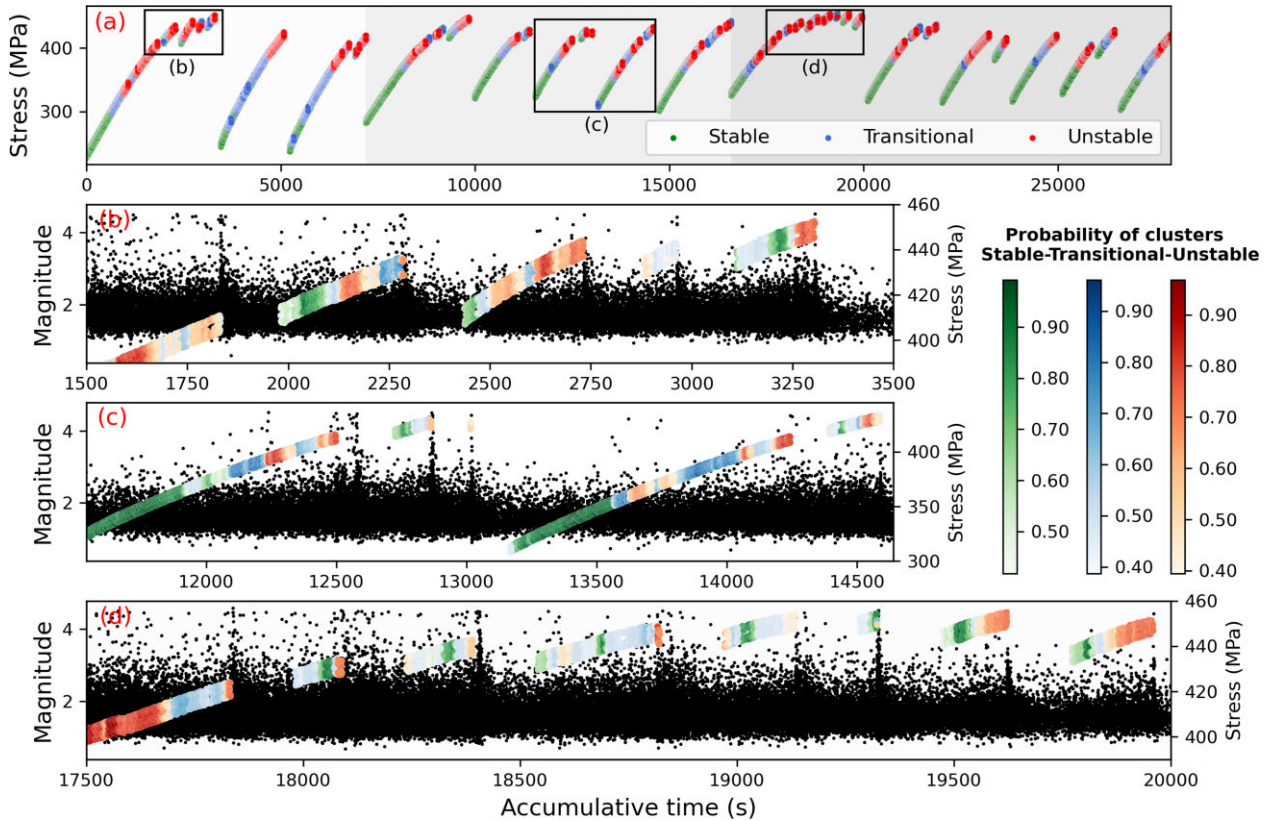 (a)
Stress (MPa)
400
300
(b)
(c)
(d)
Stable Transitional Unstable
0 5000 10000 15000 20000 25000
(b)
Magnitude
4
2
460
440
420
400
Stress (MPa)
1500 1750 2000 2250 2500 2750 3000 3250 3500
Probability of clusters
Stable-Transitional-Unstable
0.90 0.90 0.90
0.80 0.80 0.80
0.70 0.70 0.70
0.60 0.60 0.60
0.50 0.50 0.50
0.40 0.40
(c)
Magnitude
4
2
400
350
300
Stress (MPa)
12000 12500 13000 13500 14000 14500
(d)
Magnitude
4
2
460
440
420
400
Stress (MPa)
17500 18000 18500 19000 19500 20000
Accumulative time (s)